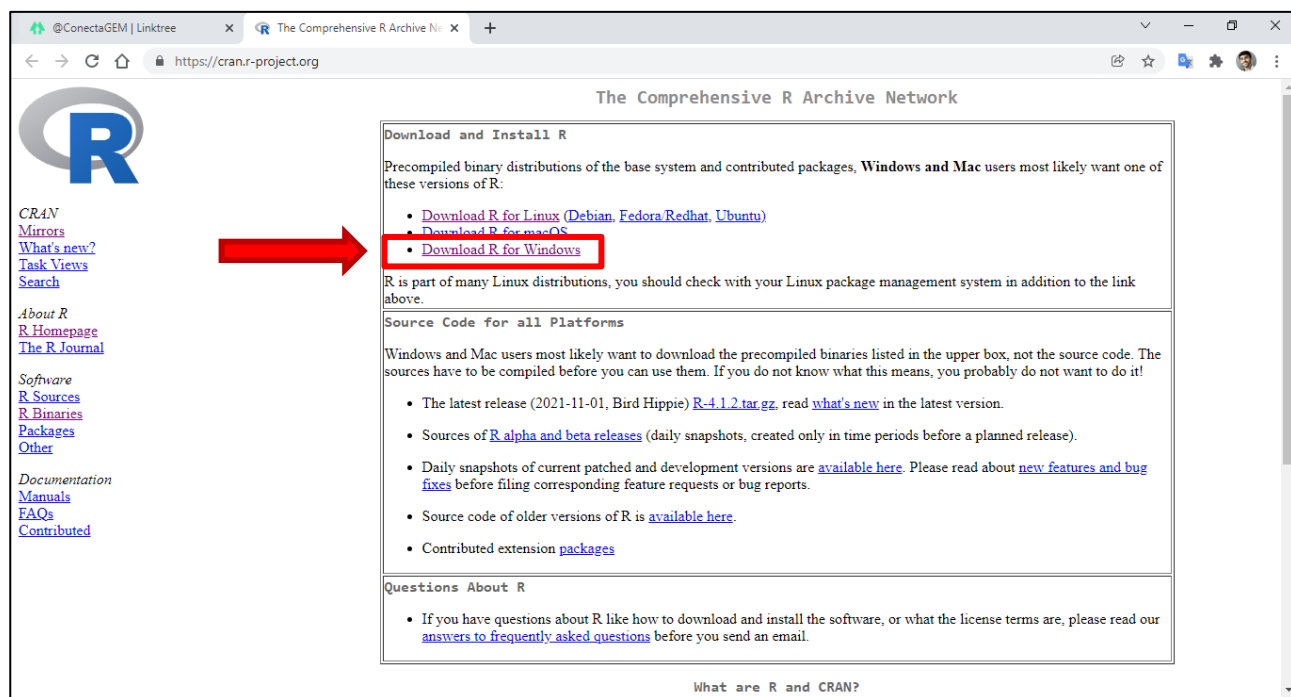 @ConectaGEM | Linktree
The Comprehensive R Archive Ne
https://cran.r-project.org
R
CRAN
Mirrors
What's new?
Task Views
Search
About R
R Homepage
The R Journal
Software
R Sources
R Binaries
Packages
Other
Documentation
Manuals
FAQs
Contributed
The Comprehensive R Archive Network
Download and Install R
Precompiled binary distributions of the base system and contributed packages, Windows and Mac users most likely want one of
these versions of R:
• Download R for Linux (Debian, Fedora/Redhat, Ubuntu)
• Download R for macOS
• Download R for Windows
R is part of many Linux distributions, you should check with your Linux package management system in addition to the link
above.
Source Code for all Platforms
Windows and Mac users most likely want to download the precompiled binaries listed in the upper box, not the source code. The
sources have to be compiled before you can use them. If you do not know what this means, you probably do not want to do it!
• The latest release (2021-11-01, Bird Hippie) R-4.1.2.tar.gz, read what's new in the latest version.
• Sources of R alpha and beta releases (daily snapshots, created only in time periods before a planned release).
• Daily snapshots of current patched and development versions are available here. Please read about new features and bug
fixes before filing corresponding feature requests or bug reports.
• Source code of older versions of R is available here.
• Contributed extension packages
Questions About R
• If you have questions about R like how to download and install the software, or what the license terms are, please read our
answers to frequently asked questions before you send an email.
What are R and CRAN?